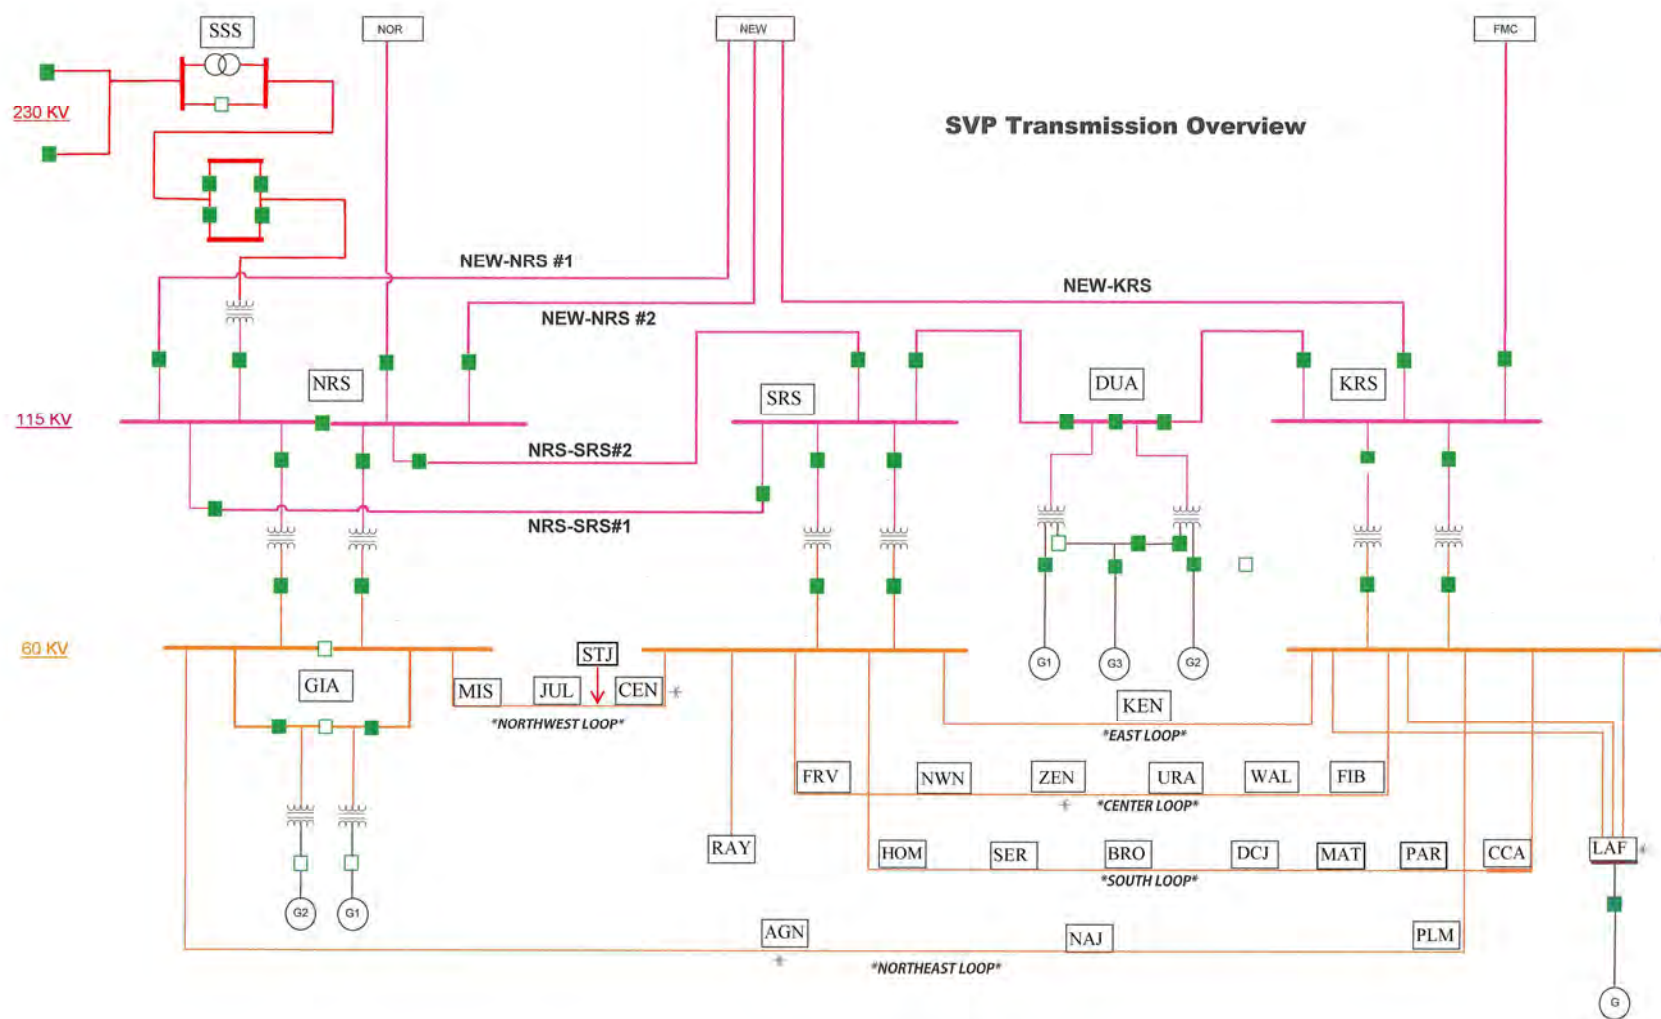 SSS
NOR
NEW
FMC
230 KV
SVP Transmission Overview
NEW-NRS #1
NEW-KRS
NEW-NRS #2
NRS
SRS
DUA
KRS
115 KV
NRS-SRS#2
NRS-SRS#1
60 KV
STJ
G1
G3
G2
GIA
MIS
JUL
CEN
*NORTHWEST LOOP*
KEN
*EAST LOOP*
FRV
NWN
ZEN
URA
WAL
FIB
*CENTER LOOP*
RAY
HOM
SER
BRO
DCJ
MAT
PAR
CCA
LAF
*SOUTH LOOP*
G2
G1
AGN
NAJ
PLM
*NORTHEAST LOOP*
G